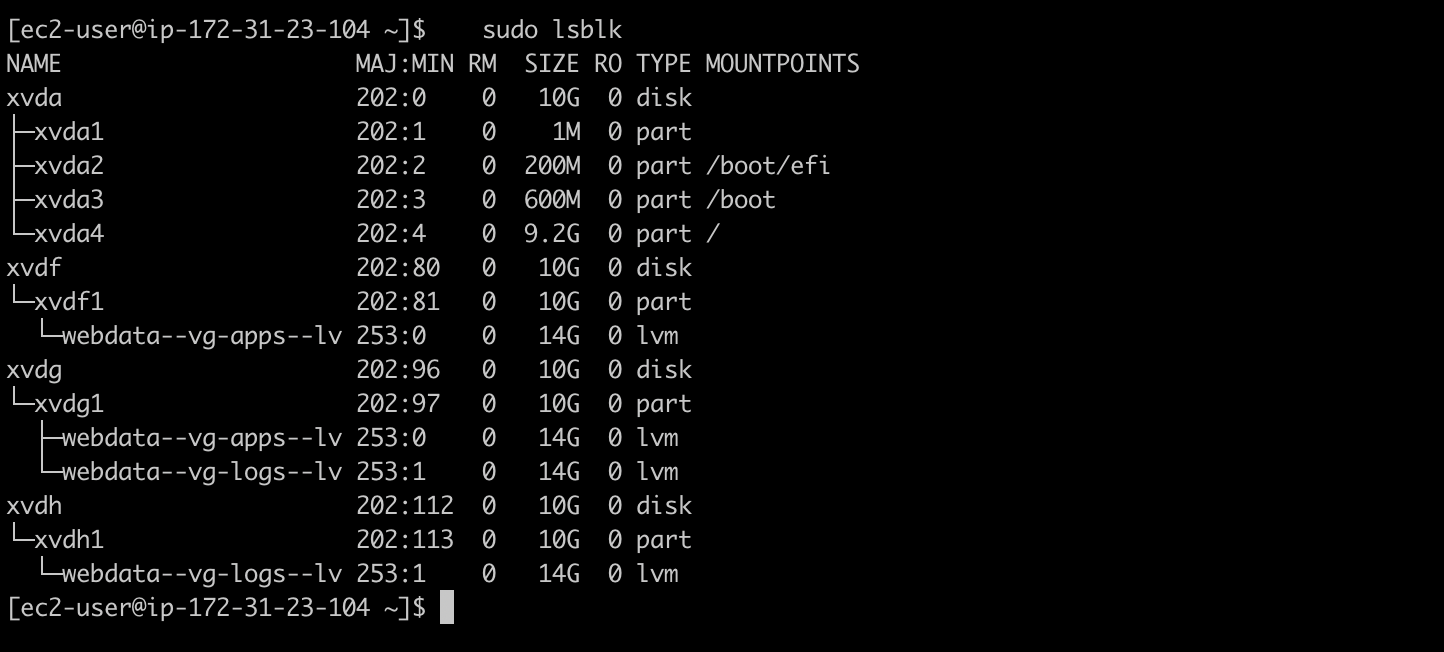 [ec2-user@ip-172-31-23-104 ~]$    sudo lsblk
NAME                     MAJ:MIN RM  SIZE RO TYPE MOUNTPOINTS
xvda                     202:0    0   10G  0 disk
├─xvda1                  202:1    0    1M  0 part
├─xvda2                  202:2    0  200M  0 part /boot/efi
├─xvda3                  202:3    0  600M  0 part /boot
└─xvda4                  202:4    0  9.2G  0 part /
xvdf                     202:80   0   10G  0 disk
└─xvdf1                  202:81   0   10G  0 part
  └─webdata--vg-apps--lv 253:0    0   14G  0 lvm
xvdg                     202:96   0   10G  0 disk
└─xvdg1                  202:97   0   10G  0 part
  ├─webdata--vg-apps--lv 253:0    0   14G  0 lvm
  └─webdata--vg-logs--lv 253:1    0   14G  0 lvm
xvdh                     202:112  0   10G  0 disk
└─xvdh1                  202:113  0   10G  0 part
  └─webdata--vg-logs--lv 253:1    0   14G  0 lvm
[ec2-user@ip-172-31-23-104 ~]$